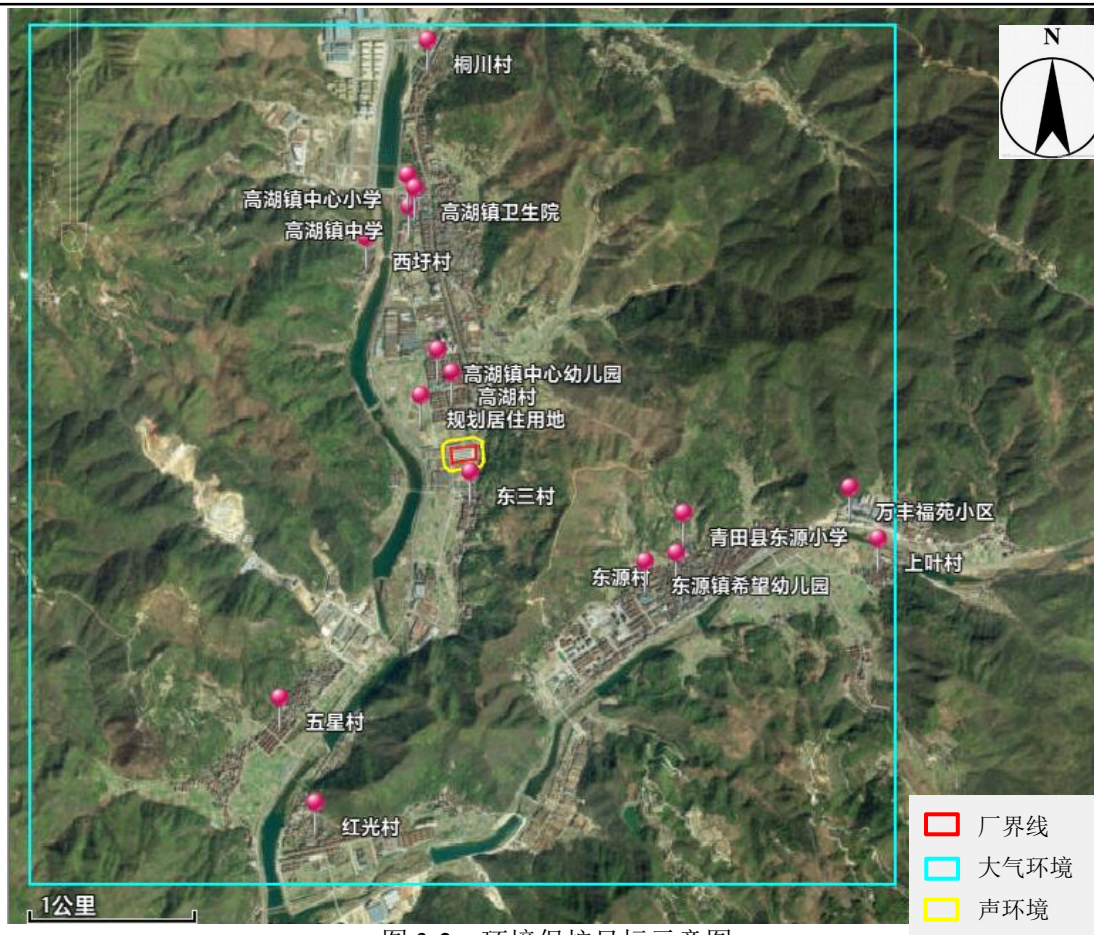 N
桐川村
高湖镇中心小学
高湖镇卫生院
高湖镇中学
西圩村
高湖镇中心幼儿园
高湖村
规划居住用地
东三村
万丰福苑小区
青田县东源小学
上叶村
东源村
东源镇希望幼儿园
五星村
红光村
厂界线
大气环境
声环境
1公里